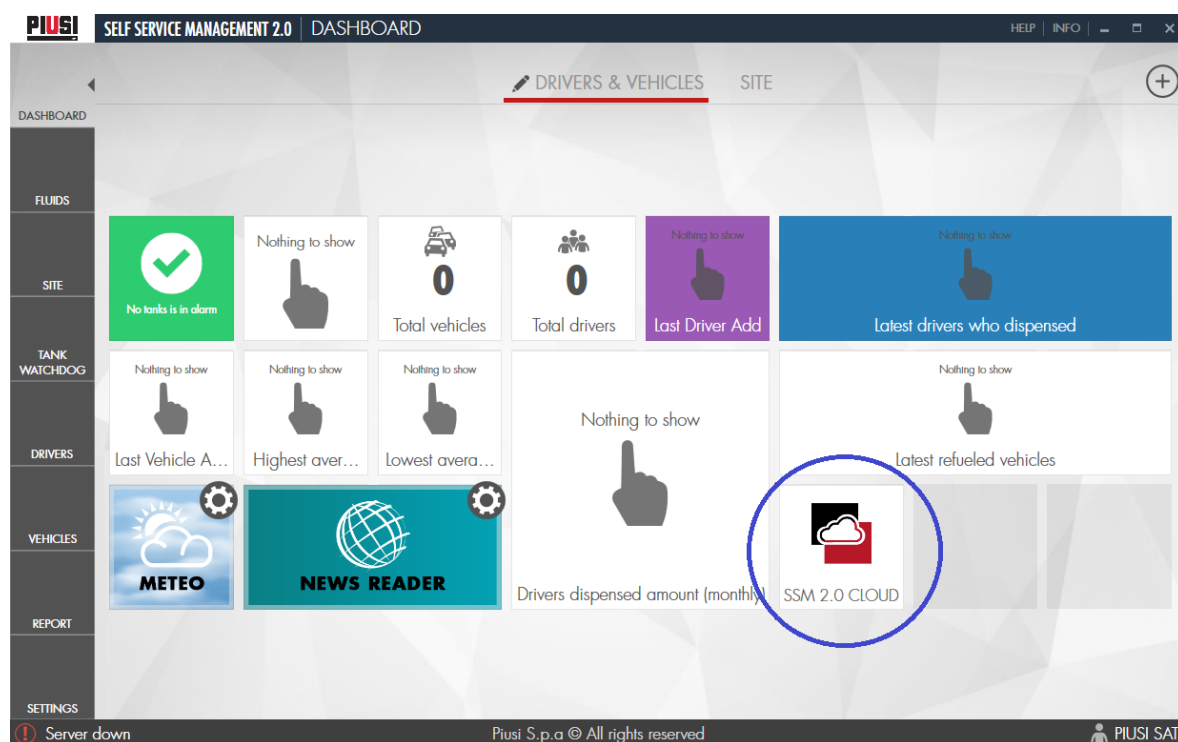 PIUSI SELF SERVICE MANAGEMENT 2.0 | DASHBOARD HELP | INFO |
DRIVERS & VEHICLES SITE
DASHBOARD
FLUIDS
SITE
TANK
WATCHDOG
DRIVERS
VEHICLES
REPORT
SETTINGS
No tanks is in alarm
Nothing to show
0
Total vehicles
0
Total drivers
Nothing to show
Last Driver Add
Nothing to show
Latest drivers who dispensed
Nothing to show
Last Vehicle A...
Nothing to show
Highest aver...
Nothing to show
Lowest avera...
Nothing to show
Drivers dispensed amount (monthly)
Nothing to show
Latest refueled vehicles
METEO
NEWS READER
SSM 2.0 CLOUD
Server down
Piusi S.p.a © All rights reserved
PIUSI SAT